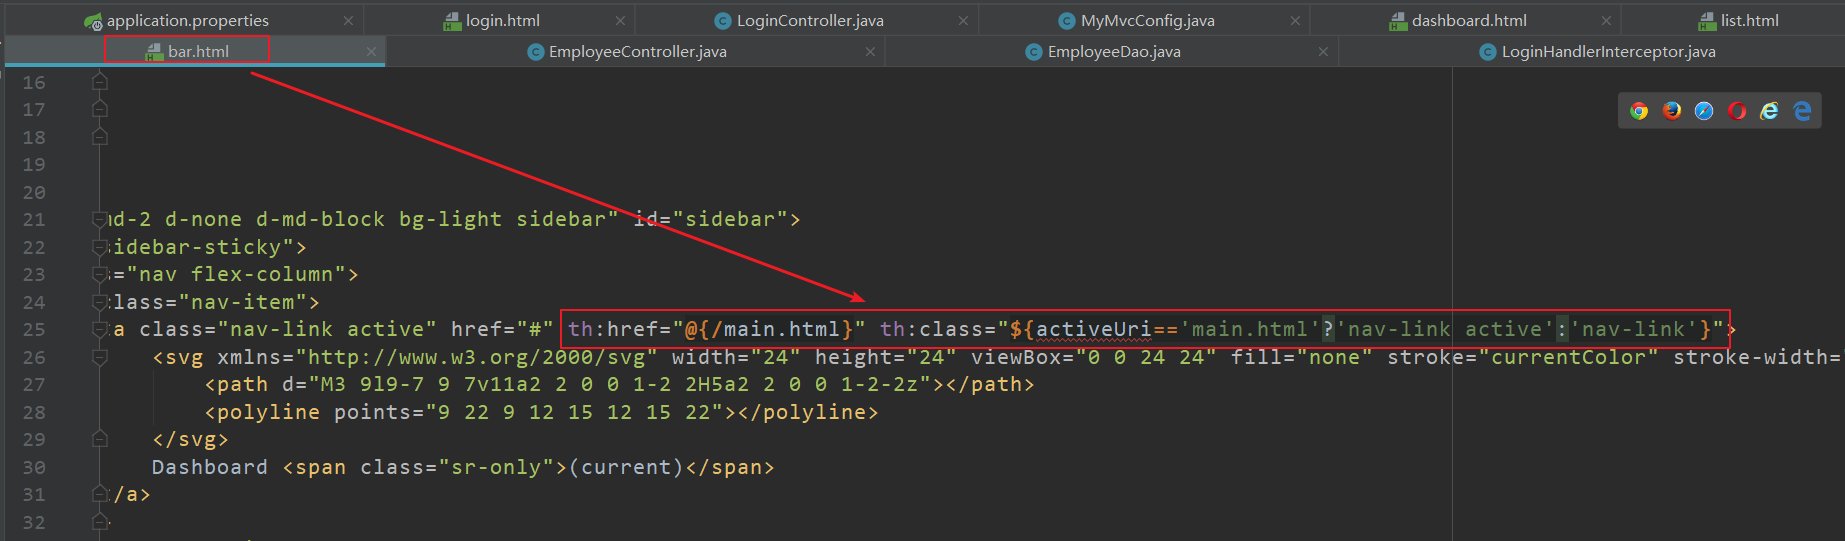 application.properties
login.html
LoginController.java
MyMvcConfig.java
dashboard.html
list.html
bar.html
EmployeeController.java
EmployeeDao.java
LoginHandlerInterceptor.java
16
17
18
19
20
21 nd-2 d-none d-md-block bg-light sidebar" id="sidebar">
22 sidebar-sticky">
23 s="nav flex-column">
24 class="nav-item">
25 a class="nav-link active" href="#" th:href="@{/main.html}" th:class="${activeUri=='main.html'?'nav-link active':'nav-link'}">
26 <svg xmlns="http://www.w3.org/2000/svg" width="24" height="24" viewBox="0 0 24 24" fill="none" stroke="currentColor" stroke-width=
27 <path d="M3 9l9-7 9 7v11a2 2 0 0 1-2 2H5a2 2 0 0 1-2-2z"></path>
28 <polyline points="9 22 9 12 15 12 15 22"></polyline>
29 </svg>
30 Dashboard <span class="sr-only">(current)</span>
31 /a>
32